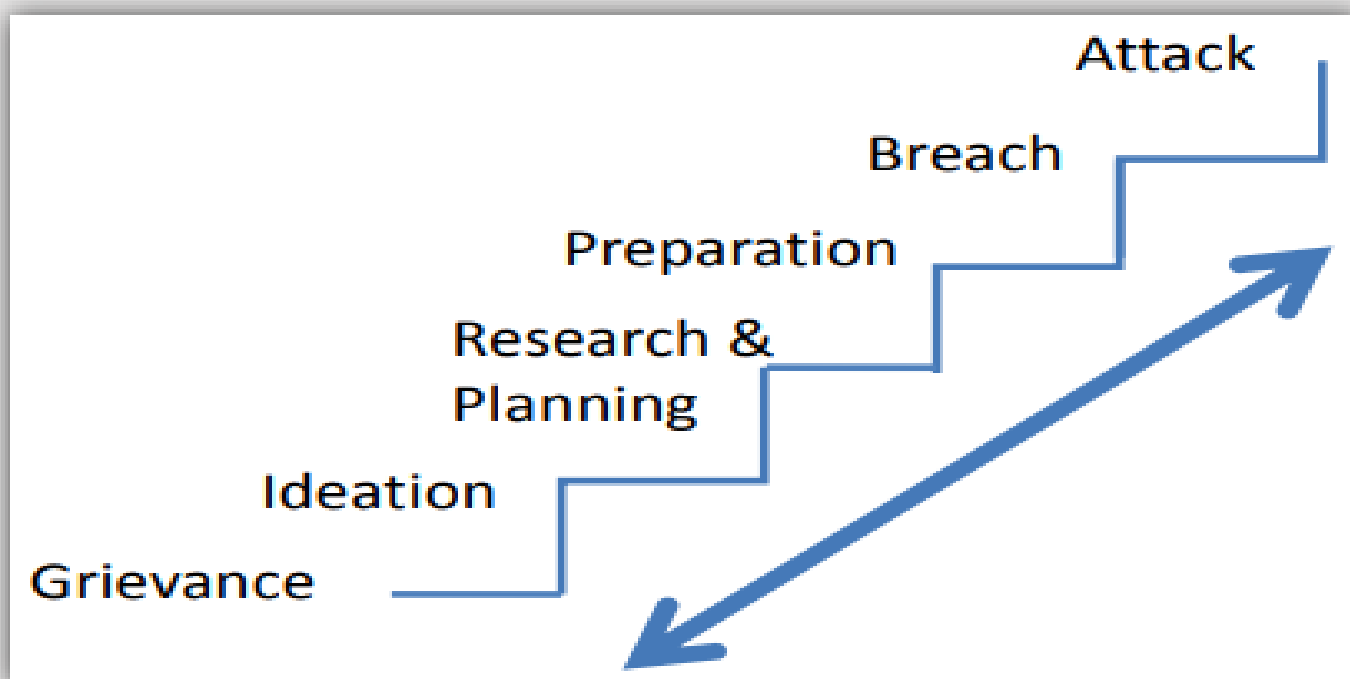 Attack
Breach
Preparation
Research &
Planning
Ideation
Grievance